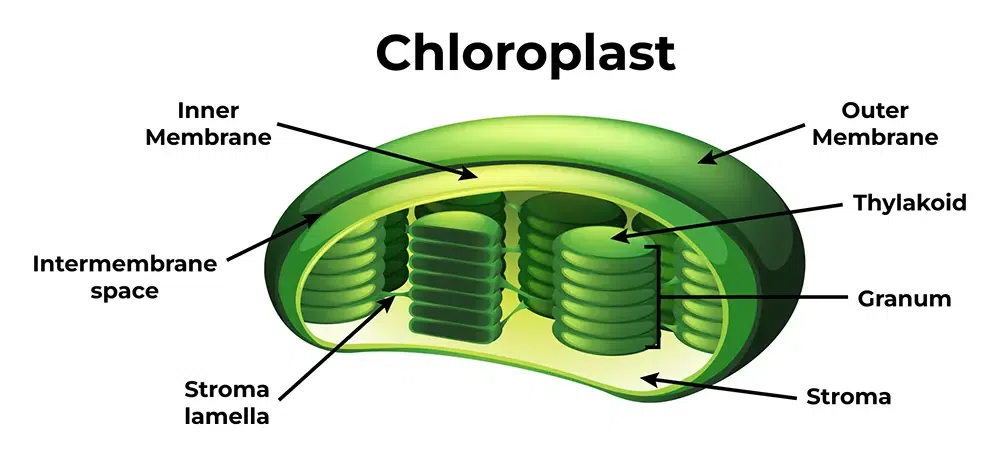 Chloroplast
Inner
Membrane
Outer
Membrane
Thylakoid
Intermembrane
space
Granum
Stroma
lamella
Stroma